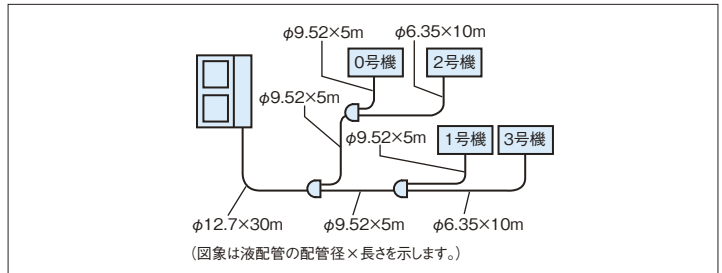 φ9.52×5m
φ6.35×10m
0号機
2号機
φ9.52×5m
φ9.52×5m
1号機
3号機
φ12.7×30m
φ9.52×5m
φ6.35×10m
(図象は液配管の配管径×長さを示します。)